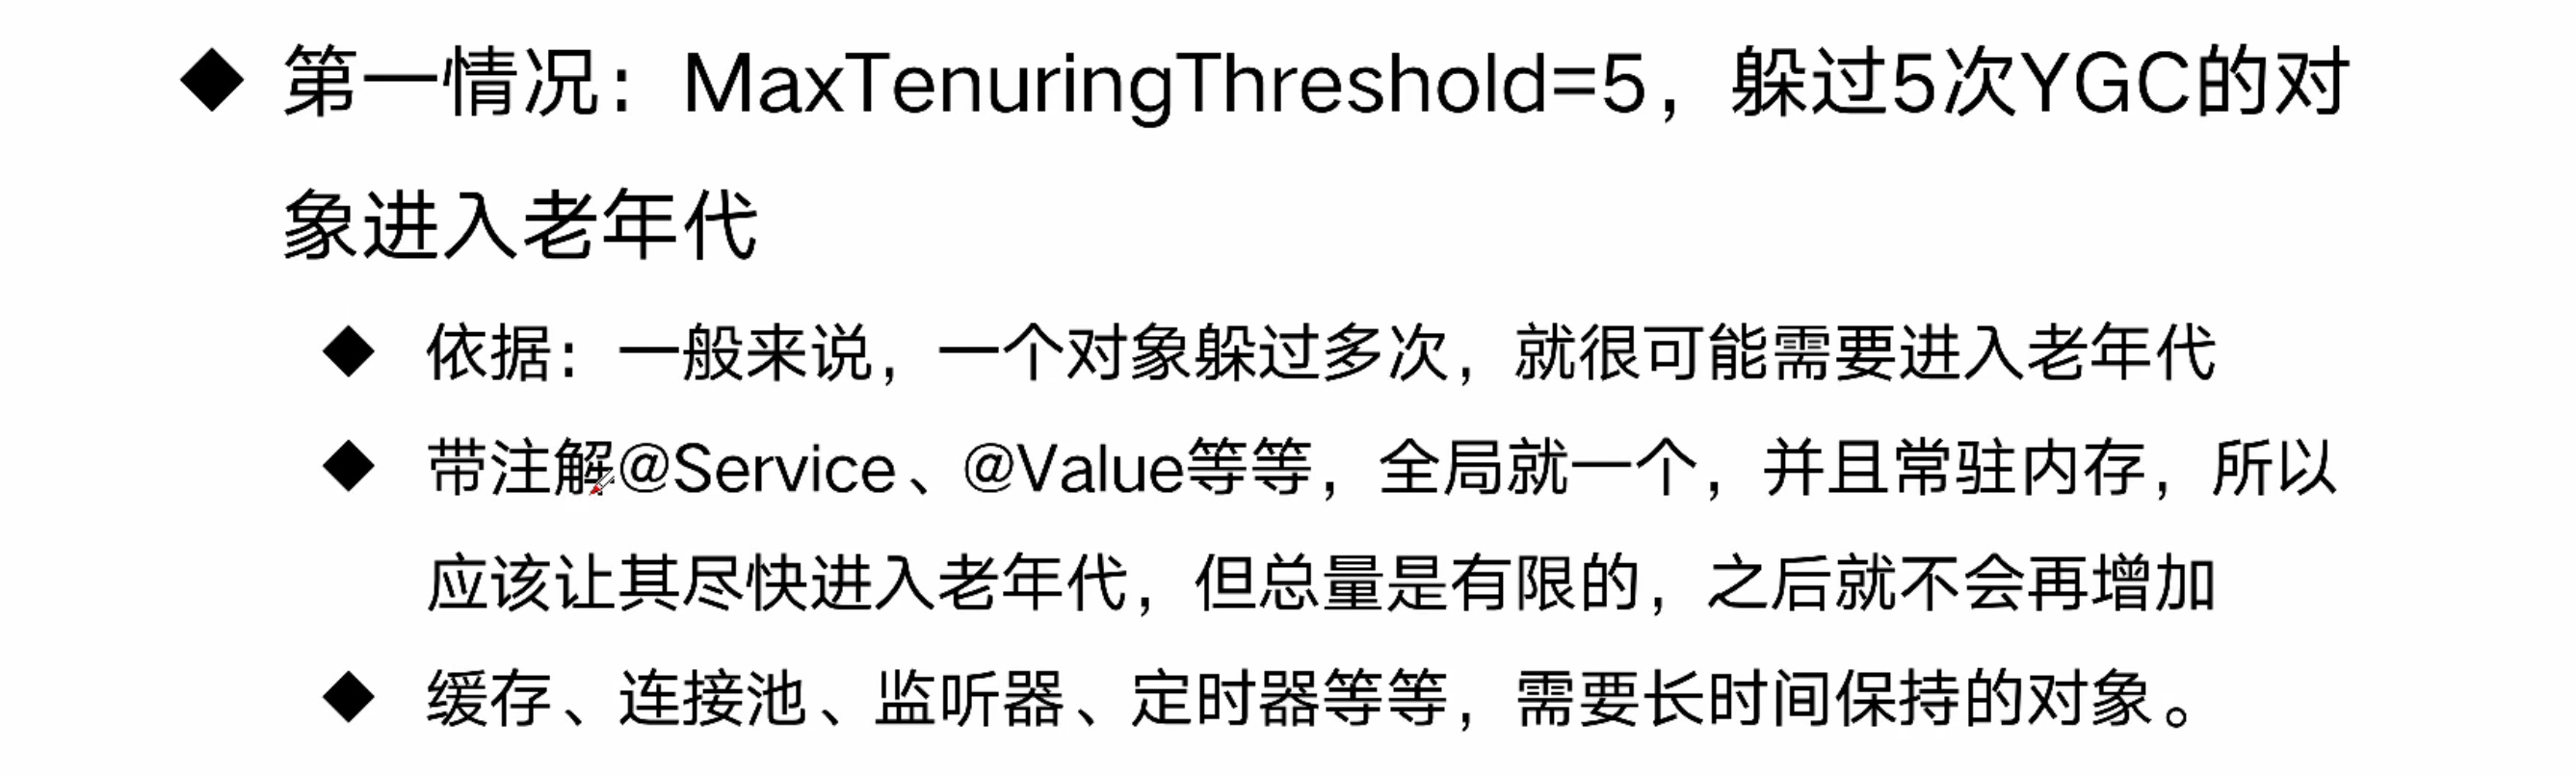 ◆ 第一情况：MaxTenuringThreshold=5，躲过5次YGC的对
象进入老年代
◆ 依据：一般来说，一个对象躲过多次，就很可能需要进入老年代
◆ 带注解@Service、@Value等等，全局就一个，并且常驻内存，所以
应该让其尽快进入老年代，但总量是有限的，之后就不会再增加
◆ 缓存、连接池、监听器、定时器等等，需要长时间保持的对象。